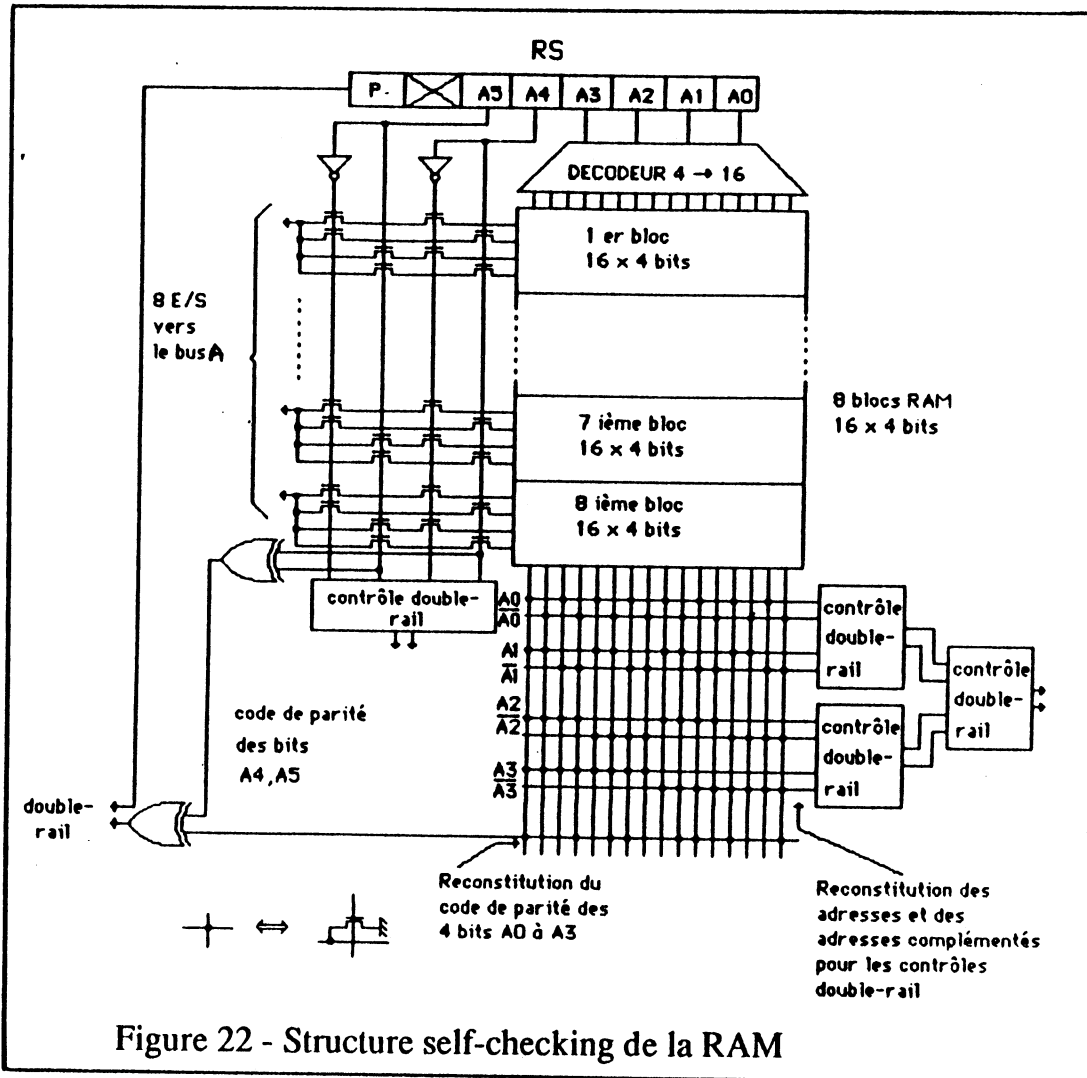 RS
P. A5 A4 A3 A2 A1 A0
DECODEUR 4 → 16
1 er bloc
16 x 4 bits
8 E/S
vers
le bus A
7 ième bloc
16 x 4 bits
8 blocs RAM
16 x 4 bits
8 ième bloc
16 x 4 bits
contrôle double-
rail
A0
A0
A1
A1
A2
A2
A3
A3
contrôle
double-
rail
contrôle
double-
rail
contrôle
double-
rail
code de parité
des bits
A4,A5
double-
rail
Reconstitution du
code de parité des
4 bits A0 à A3
Reconstitution des
adresses et des
adresses complémentés
pour les contrôles
double-rail
Figure 22 - Structure self-checking de la RAM